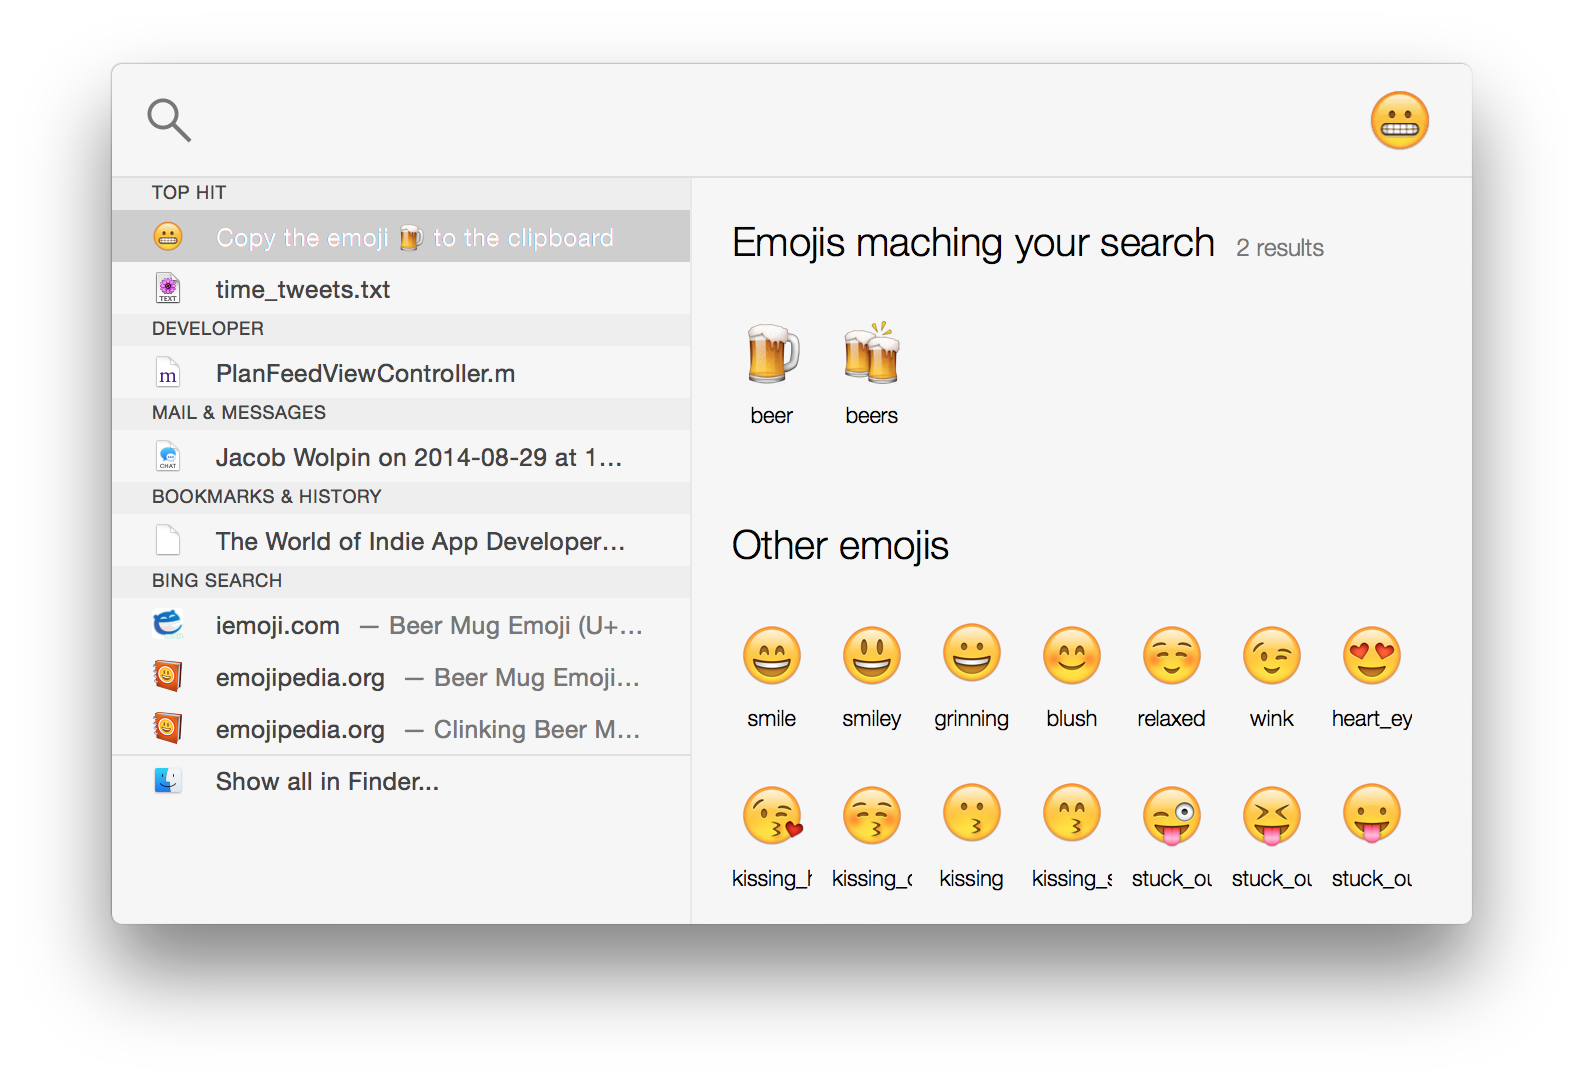 TOP HIT
Copy the emoji 🍺 to the clipboard
TEXT
time_tweets.txt
DEVELOPER
m
PlanFeedViewController.m
MAIL & MESSAGES
CHAT
Jacob Wolpin on 2014-08-29 at 1…
BOOKMARKS & HISTORY
The World of Indie App Developer…
BING SEARCH
iemoji.com — Beer Mug Emoji (U+…
emojipedia.org — Beer Mug Emoji…
emojipedia.org — Clinking Beer M…
Show all in Finder...
Emojis maching your search 2 results
beer beers
Other emojis
smile smiley grinning blush relaxed wink heart_ey
kissing_h kissing_c kissing kissing_s stuck_ou stuck_ou stuck_ou